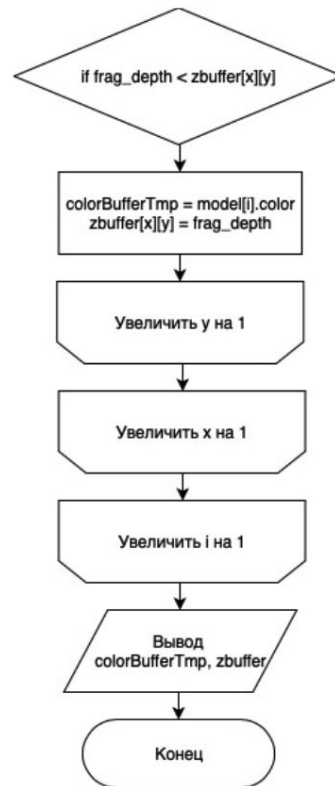 if frag_depth < zbuffer[x][y]
colorBufferTmp = model[i].color
zbuffer[x][y] = frag_depth
Увеличить y на 1
Увеличить x на 1
Увеличить i на 1
Вывод
colorBufferTmp, zbuffer
Конец